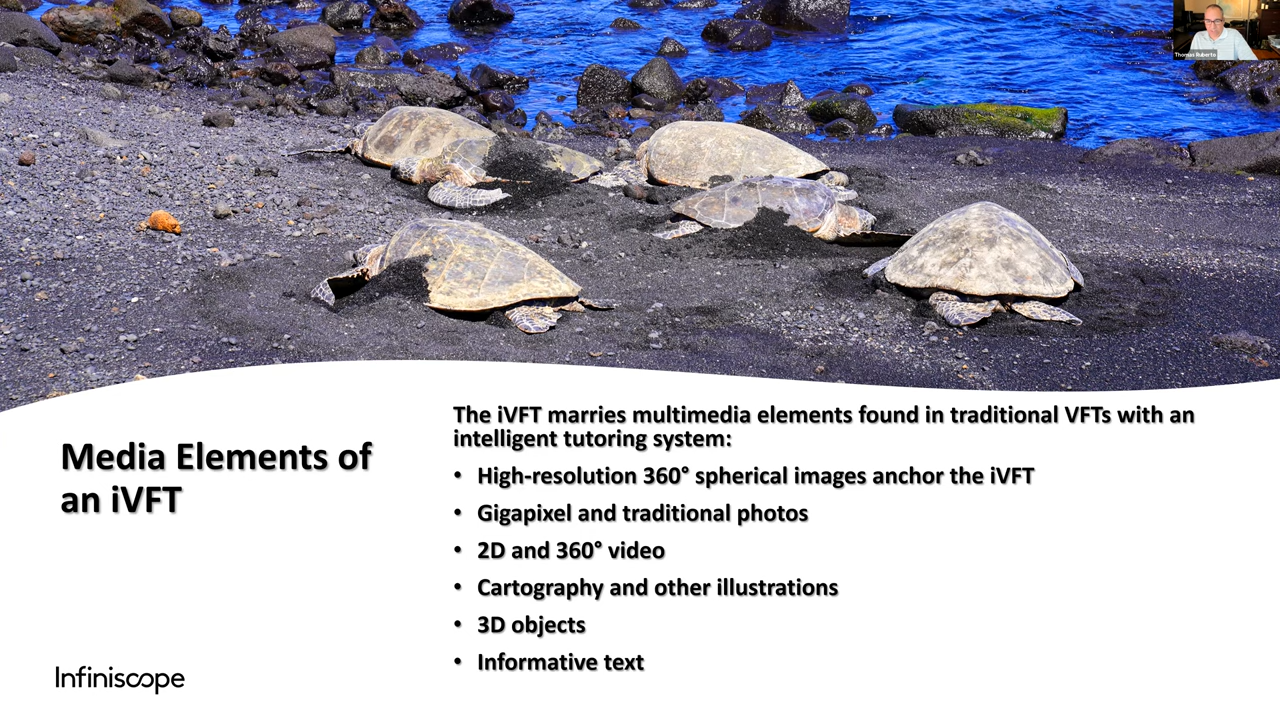 Thomas Ruberto
Media Elements of
an iVFT
The iVFT marries multimedia elements found in traditional VFTs with an
intelligent tutoring system:
• High-resolution 360° spherical images anchor the iVFT
• Gigapixel and traditional photos
• 2D and 360° video
• Cartography and other illustrations
• 3D objects
• Informative text
Infiniscope